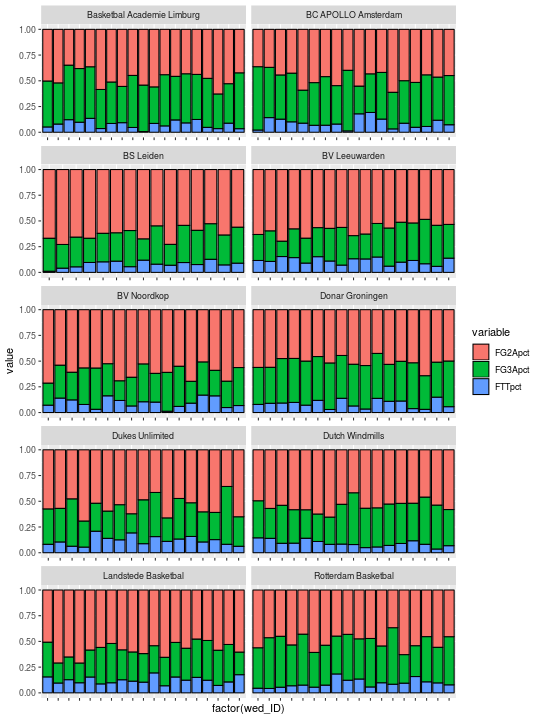 Basketbal Academie Limburg
BC APOLLO Amsterdam
1.00
0.75
0.50
0.25
0.00
BS Leiden
BV Leeuwarden
1.00
0.75
0.50
0.25
0.00
BV Noordkop
Donar Groningen
1.00
0.75
0.50
0.25
0.00
Dukes Unlimited
Dutch Windmills
1.00
0.75
0.50
0.25
0.00
Landstede Basketbal
Rotterdam Basketbal
1.00
0.75
0.50
0.25
0.00
value
factor(wed_ID)
variable
FG2Apct
FG3Apct
FTTpct